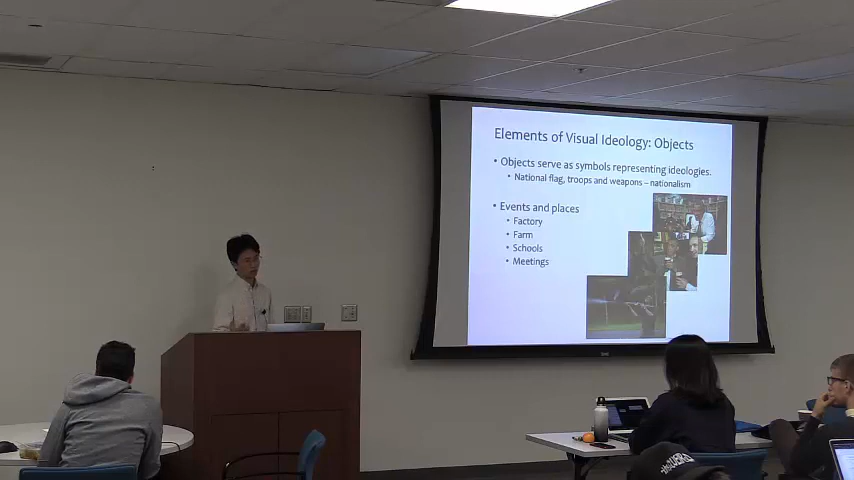 Elements of Visual Ideology: Objects
• Objects serve as symbols representing ideologies.
• National flag, troops and weapons – nationalism
• Events and places
• Factory
• Farm
• Schools
• Meetings